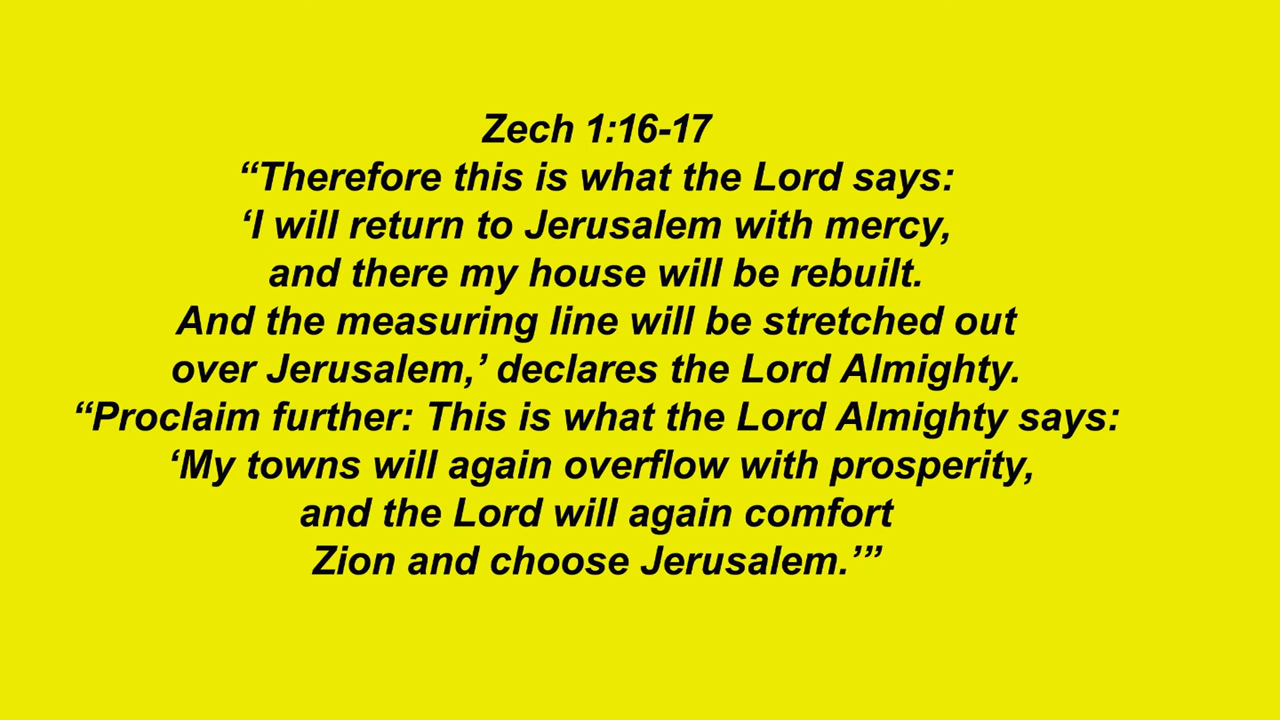 Zech 1:16-17
“Therefore this is what the Lord says:
‘I will return to Jerusalem with mercy,
and there my house will be rebuilt.
And the measuring line will be stretched out
over Jerusalem,’ declares the Lord Almighty.
“Proclaim further: This is what the Lord Almighty says:
‘My towns will again overflow with prosperity,
and the Lord will again comfort
Zion and choose Jerusalem.’”